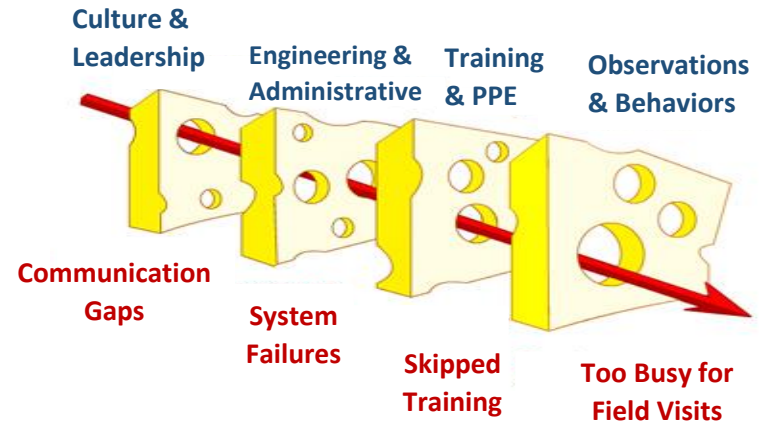 Culture &
Leadership
Engineering &
Administrative
Training
& PPE
Observations
& Behaviors
Communication
Gaps
System
Failures
Skipped
Training
Too Busy for
Field Visits